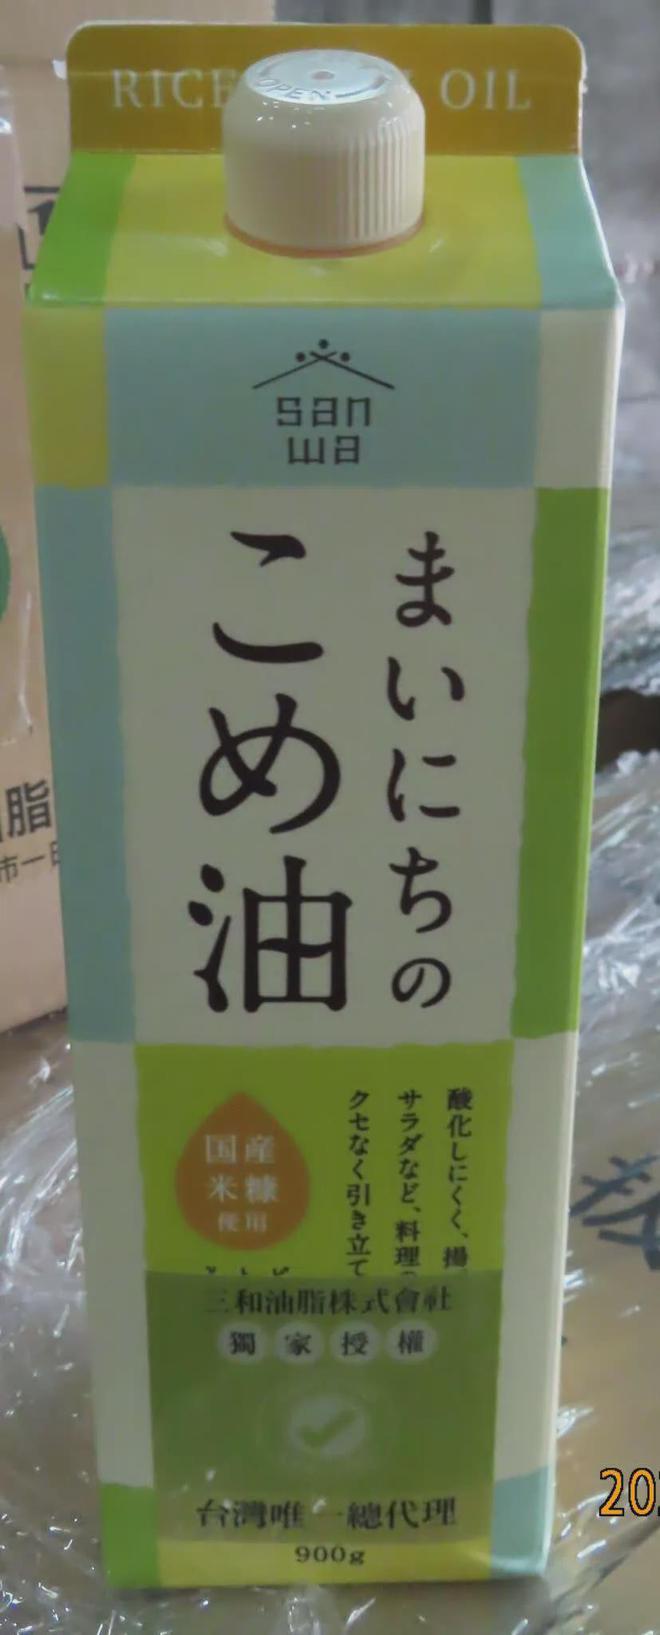 RICE OIL
OPEN
san
wa
まいにちの
こめ油
酸化しにくく、揚
サラダなど、料理
クセなく引き立て
国産
米糠
使用
三和油脂株式會社
獨家授權
台灣唯一總代理
900g
脂
市一
202